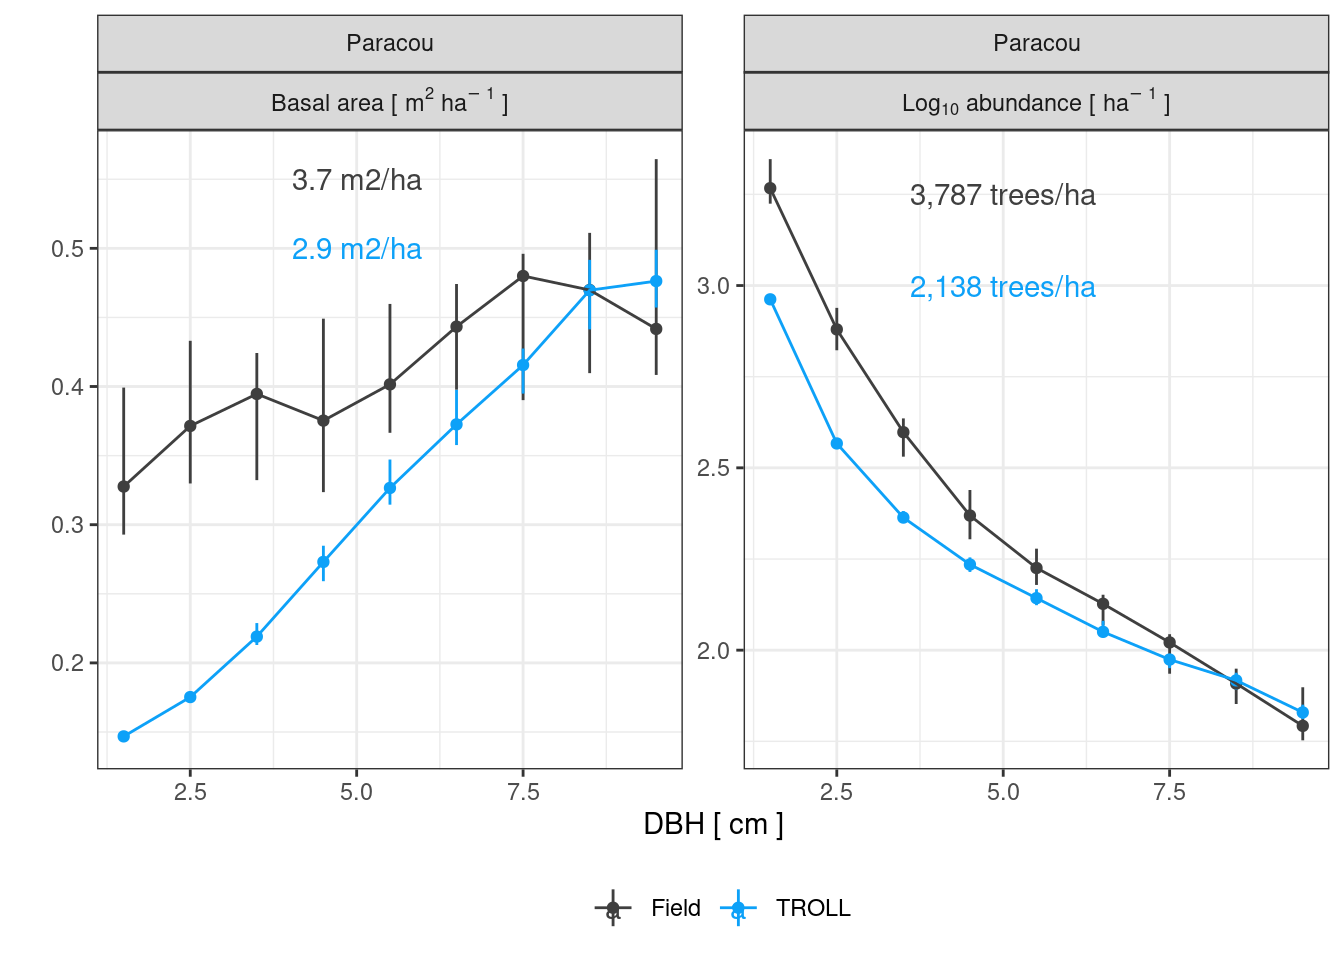 Paracou
Basal area [ m² ha⁻¹ ]
3.7 m2/ha
2.9 m2/ha
0.5
0.4
0.3
0.2
2.5 5.0 7.5
Paracou
Log₁₀ abundance [ ha⁻¹ ]
3,787 trees/ha
2,138 trees/ha
3.0
2.5
2.0
2.5 5.0 7.5
DBH [ cm ]
a Field a TROLL